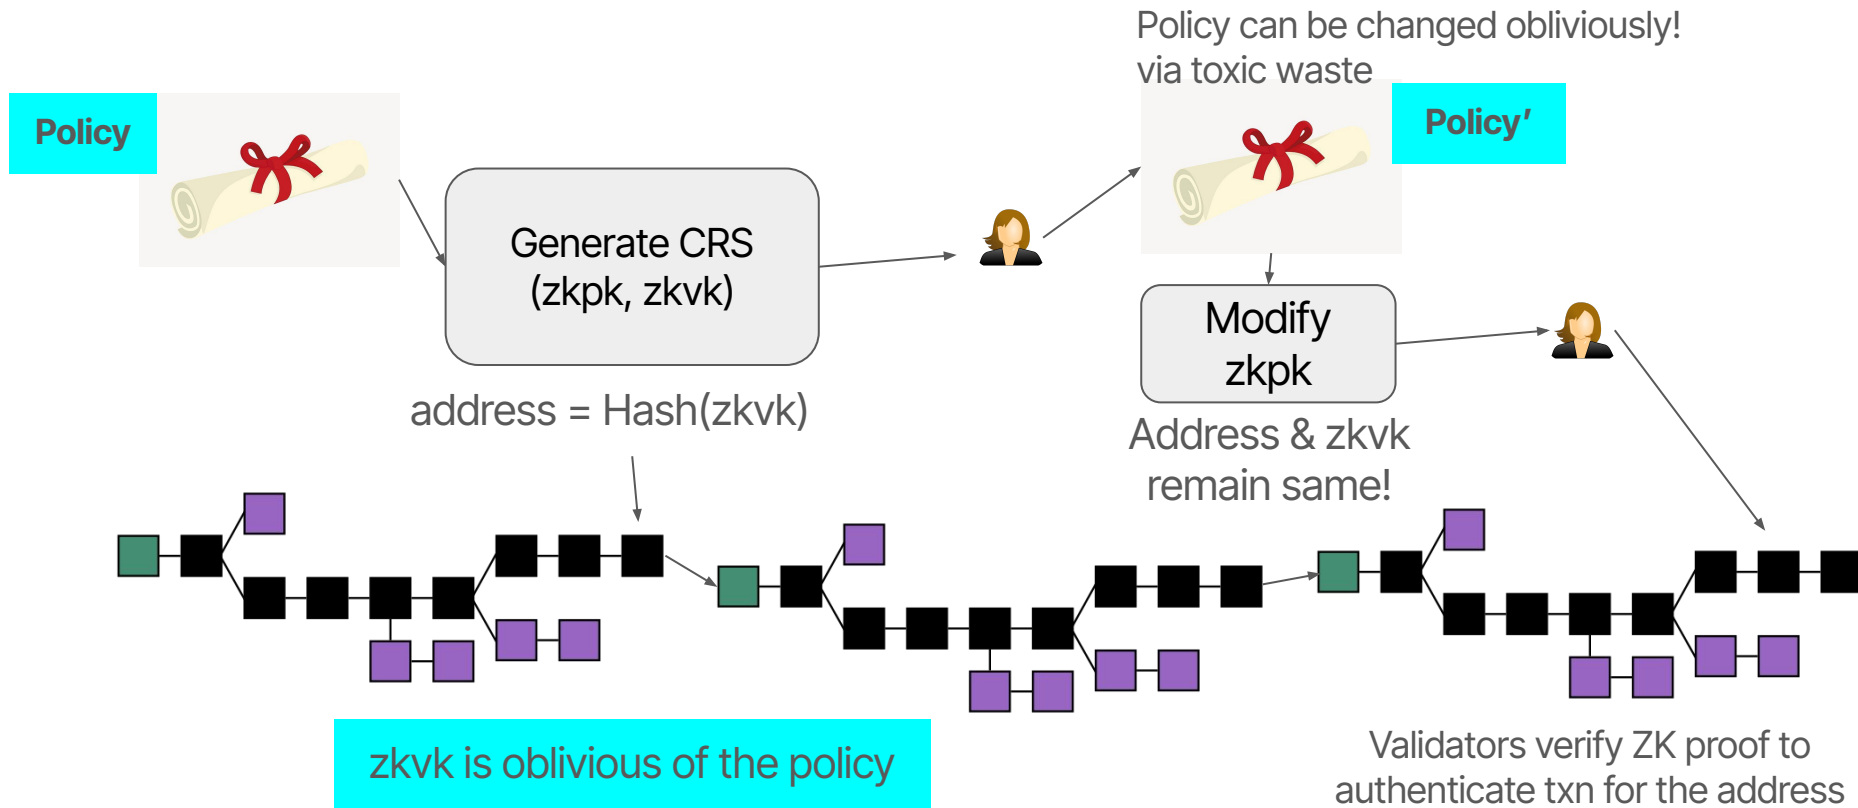 Policy can be changed obliviously!
via toxic waste
Policy
Policy’
Generate CRS
(zkpk, zkvk)
Modify
zkpk
address = Hash(zkvk)
Address & zkvk
remain same!
zkvk is oblivious of the policy
Validators verify ZK proof to
authenticate txn for the address